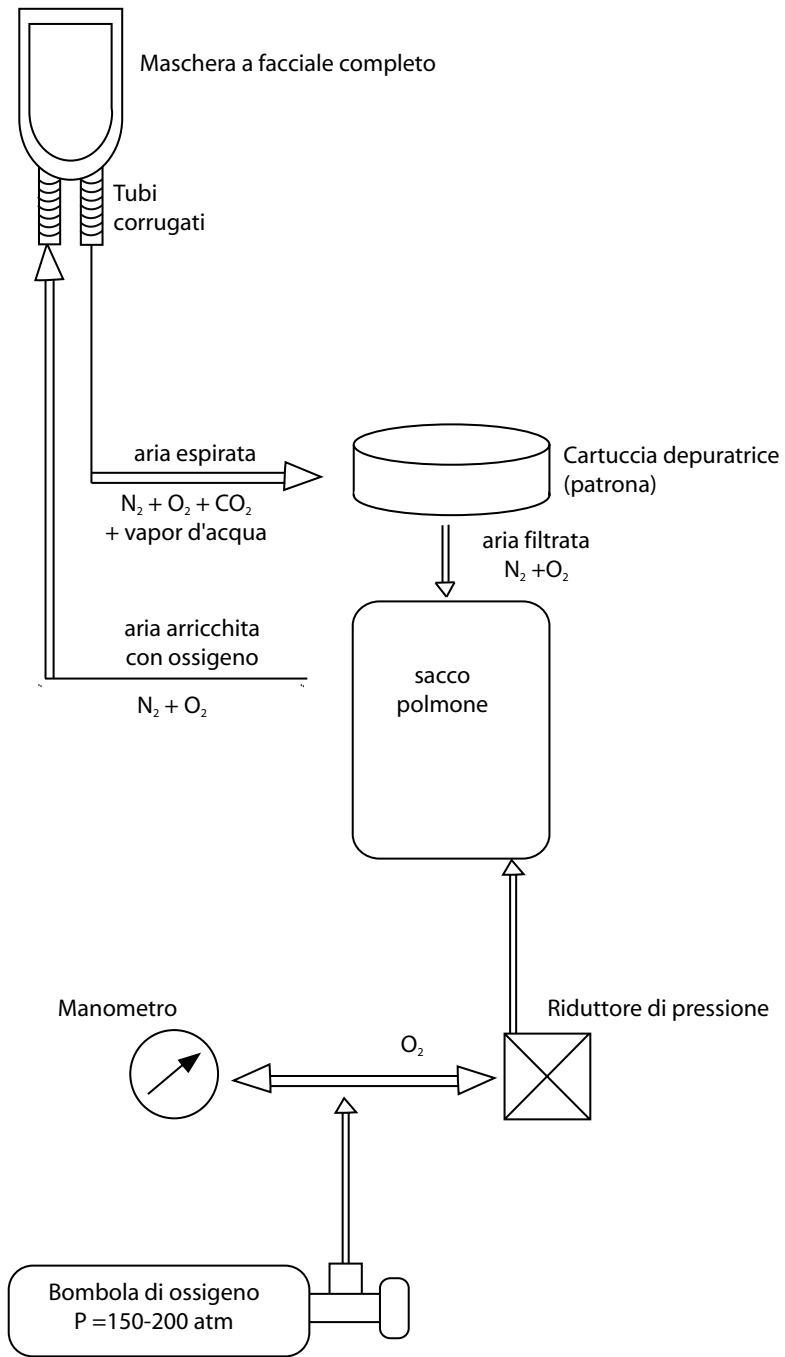 Maschera a facciale completo
Tubi
corrugati
aria espirata
N₂ + O₂ + CO₂
+ vapor d'acqua
Cartuccia depuratrice
(patrona)
aria filtrata
N₂ +O₂
aria arricchita
con ossigeno
N₂ + O₂
sacco
polmone
Manometro
O₂
Riduttore di pressione
Bombola di ossigeno
P =150-200 atm